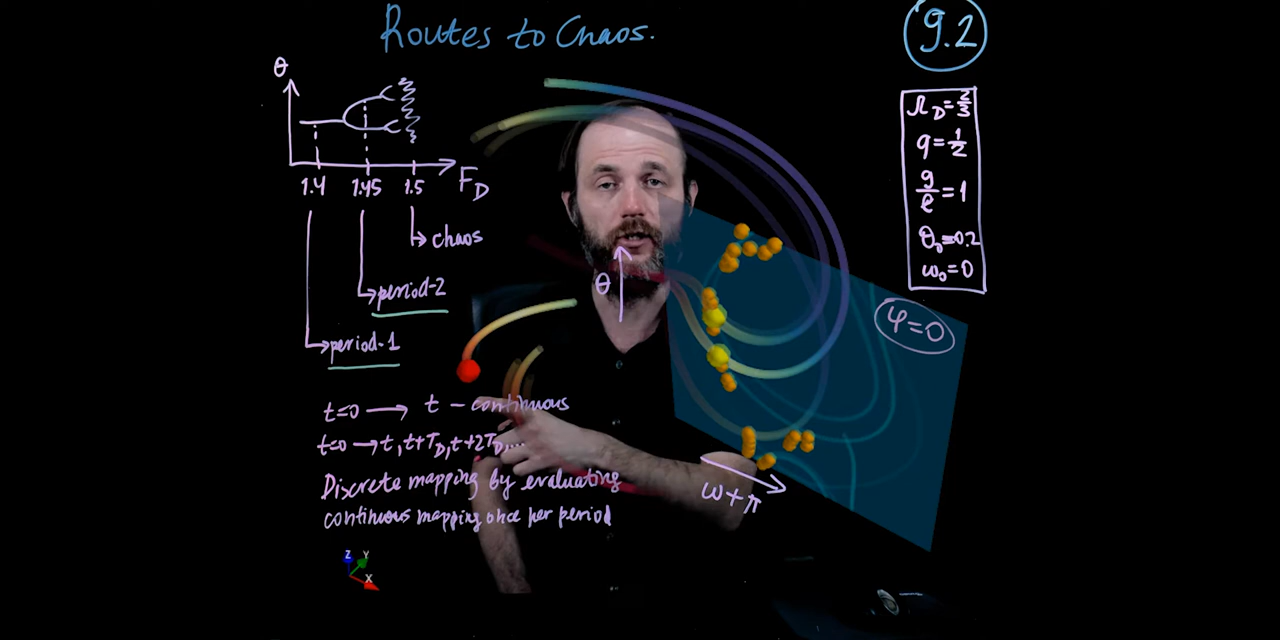 Routes to Chaos.
9.2
θ
1.4 1.45 1.5 F_D
chaos
period-2
period-1
Ω_D=2/3
q=1/2
g/ℓ=1
θ₀=0.2
ω₀=0
φ=0
θ
ω+π
t=0 → t – continuous
t=0 → t, t+T_D, t+2T_D,...
Discrete mapping by evaluating
continuous mapping once per period
Z Y
X